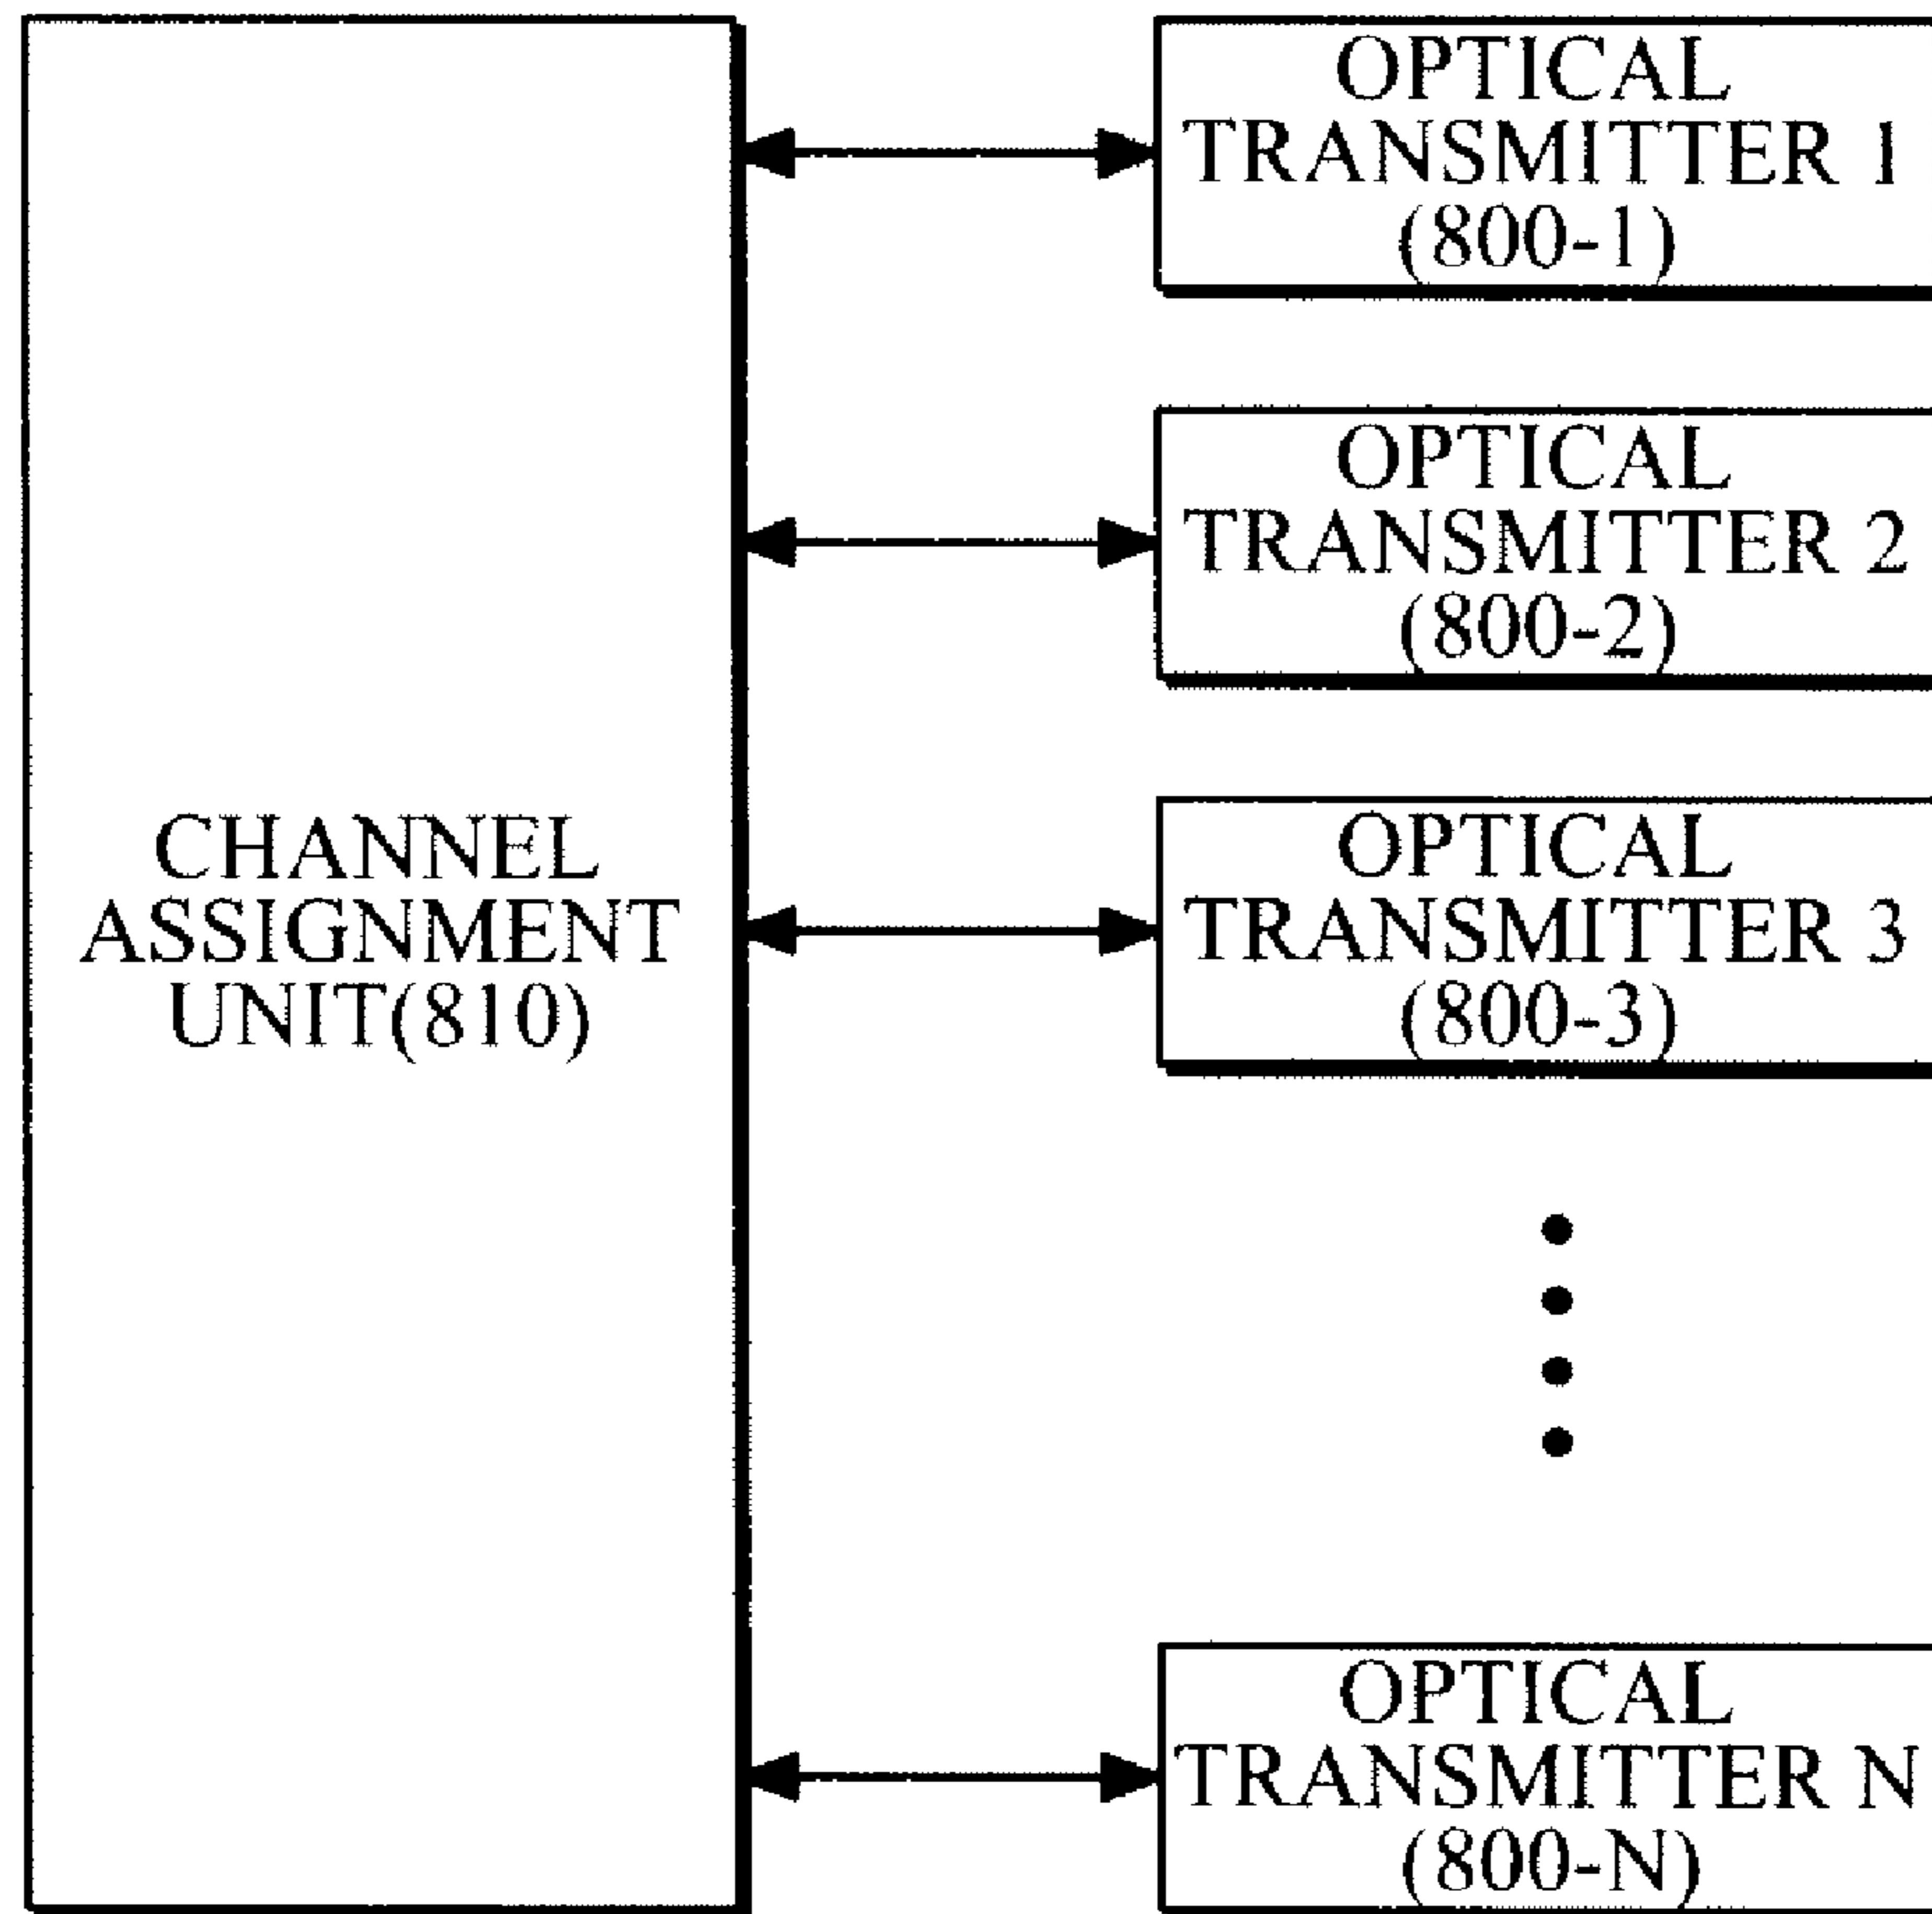 OPTICAL
TRANSMITTER 1
(800-1)
OPTICAL
TRANSMITTER 2
(800-2)
CHANNEL
ASSIGNMENT
UNIT(810)
OPTICAL
TRANSMITTER 3
(800-3)
OPTICAL
TRANSMITTER N
(800-N)